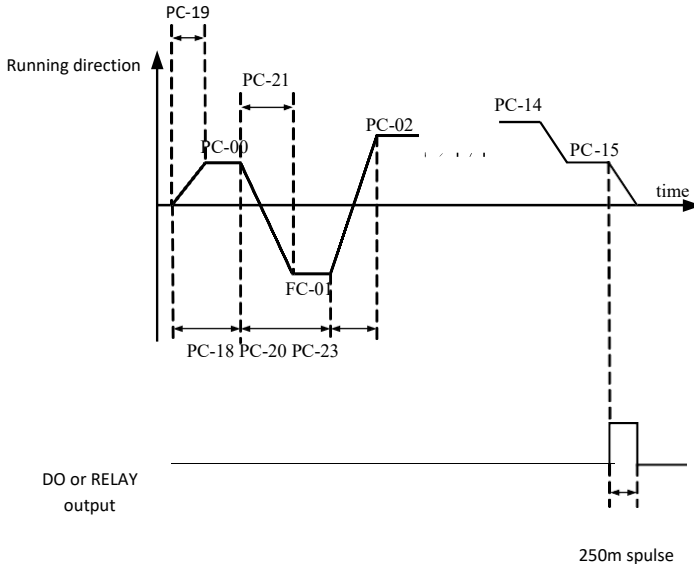 PC-19
Running direction
PC-21
PC-14
PC-02
PC-00
PC-15
time
FC-01
PC-18 PC-20 PC-23
DO or RELAY
output
250m spulse